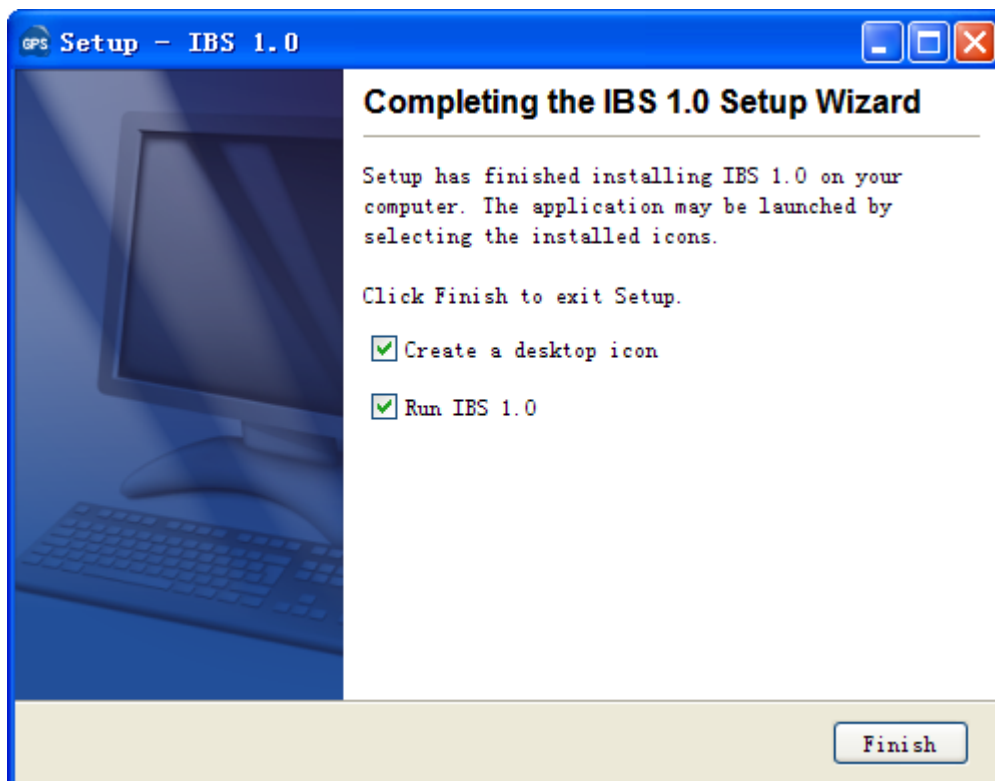 GPS Setup - IBS 1.0
Completing the IBS 1.0 Setup Wizard
Setup has finished installing IBS 1.0 on your
computer. The application may be launched by
selecting the installed icons.
Click Finish to exit Setup.
Create a desktop icon
Run IBS 1.0
Finish